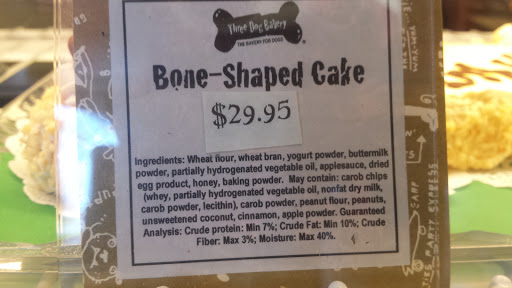 Three Dog Bakery
THE BAKERY FOR DOGS
Bone-Shaped Cake
$29.95
Ingredients: Wheat flour, wheat bran, yogurt powder, buttermilk
powder, partially hydrogenated vegetable oil, applesauce, dried
egg product, honey, baking powder. May contain: carob chips
(whey, partially hydrogenated vegetable oil, nonfat dry milk,
carob powder, lecithin), carob powder, peanut flour, peanuts,
unsweetened coconut, cinnamon, apple powder. Guaranteed
Analysis: Crude protein: Min 7%; Crude Fat: Min 10%; Crude
Fiber: Max 3%; Moisture: Max 40%.
PARTY EXPRESS